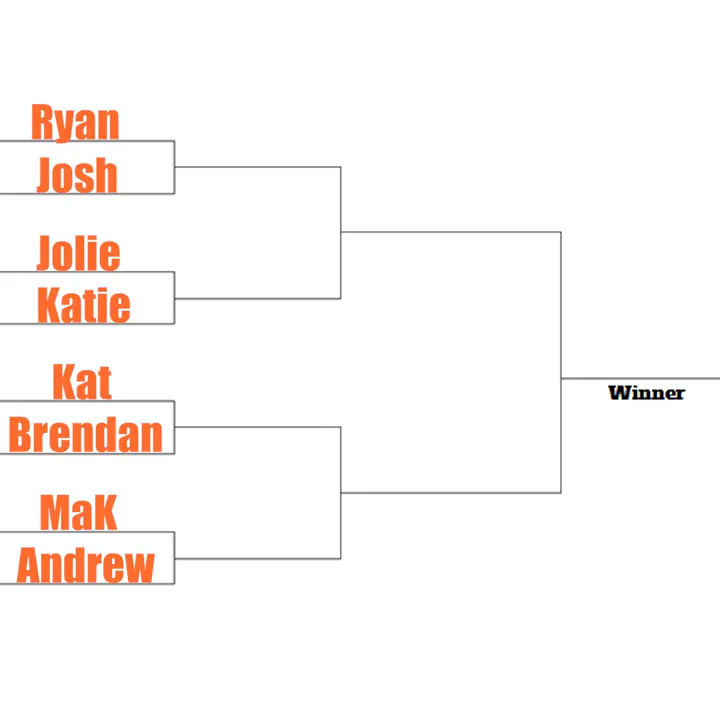 Ryan
Josh
Jolie
Katie
Kat
Brendan
MaK
Andrew
Winner